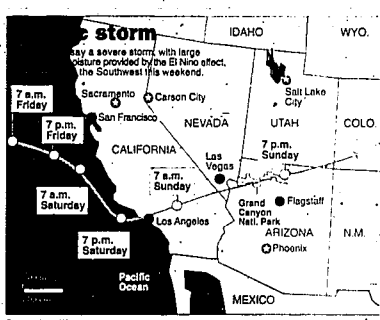 c storm
say a severe storm, with large
oisture provided by the El Nino effect,
the Southwest this weekend.
IDAHO
WYO.
7 a.m.
Friday
Sacramento
Carson City
Salt Lake
City
San Francisco
7 p.m.
Friday
NEVADA
UTAH
COLO.
CALIFORNIA
Las
Vegas
7 p.m.
Sunday
7 a.m.
Sunday
7 a.m.
Saturday
Grand
Canyon
Natl. Park
Flagstaff
Los Angeles
ARIZONA
N.M.
7 p.m.
Saturday
Phoenix
Pacific
Ocean
MEXICO